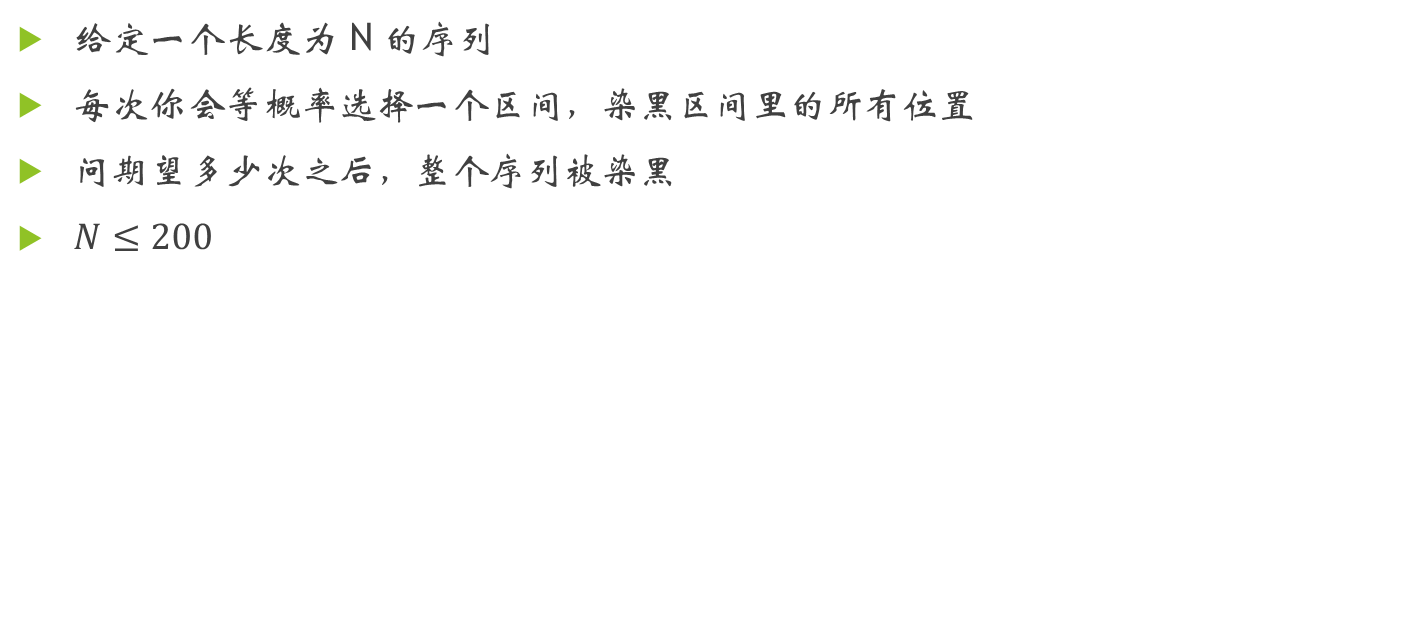 给定一个长度为 N 的序列
每次你会等概率选择一个区间，染黑区间里的所有位置
问期望多少次之后，整个序列被染黑
N ≤ 200